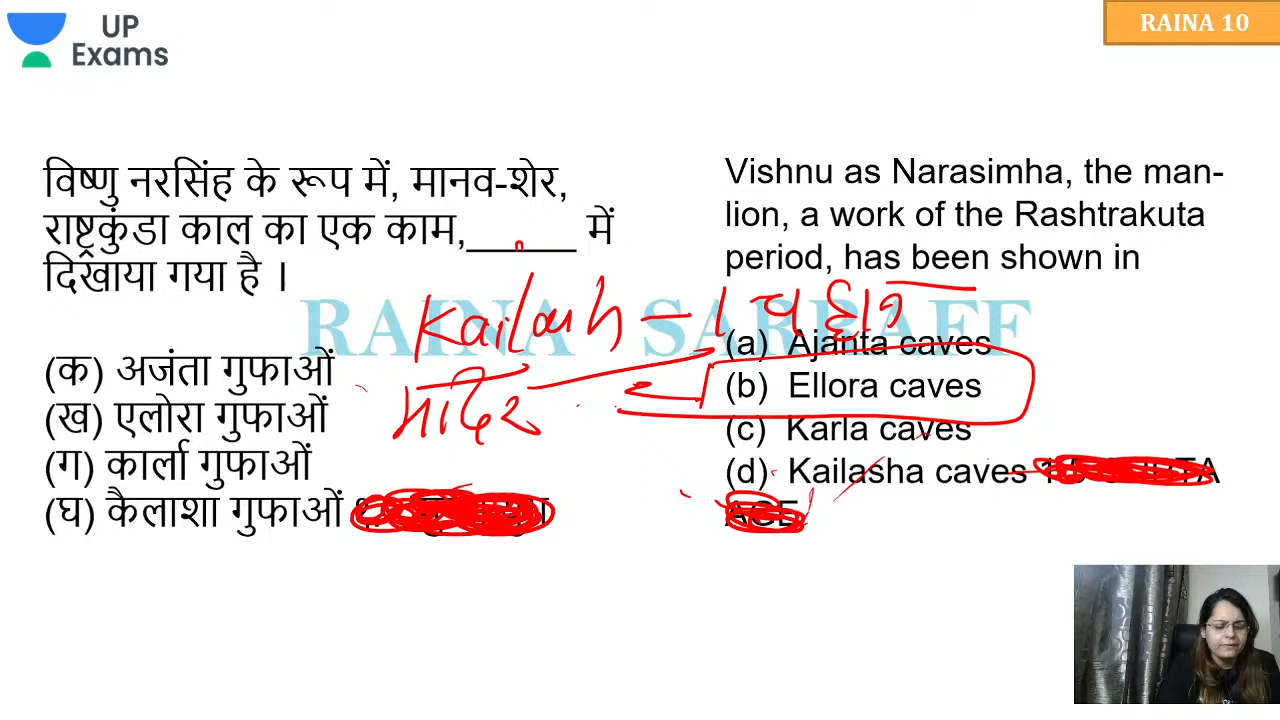 UP
Exams
RAINA 10
विष्णु नरसिंह के रूप में, मानव-शेर,
राष्ट्रकुंडा काल का एक काम,______ में
दिखाया गया है ।
(क) अजंता गुफाओं
(ख) एलोरा गुफाओं
(ग) कार्ला गुफाओं
(घ) कैलाशा गुफाओं
Vishnu as Narasimha, the man-
lion, a work of the Rashtrakuta
period, has been shown in
(a) Ajanta caves
(b) Ellora caves
(c) Karla caves
(d) Kailasha caves
RAINA SARRAFF
Kailash –